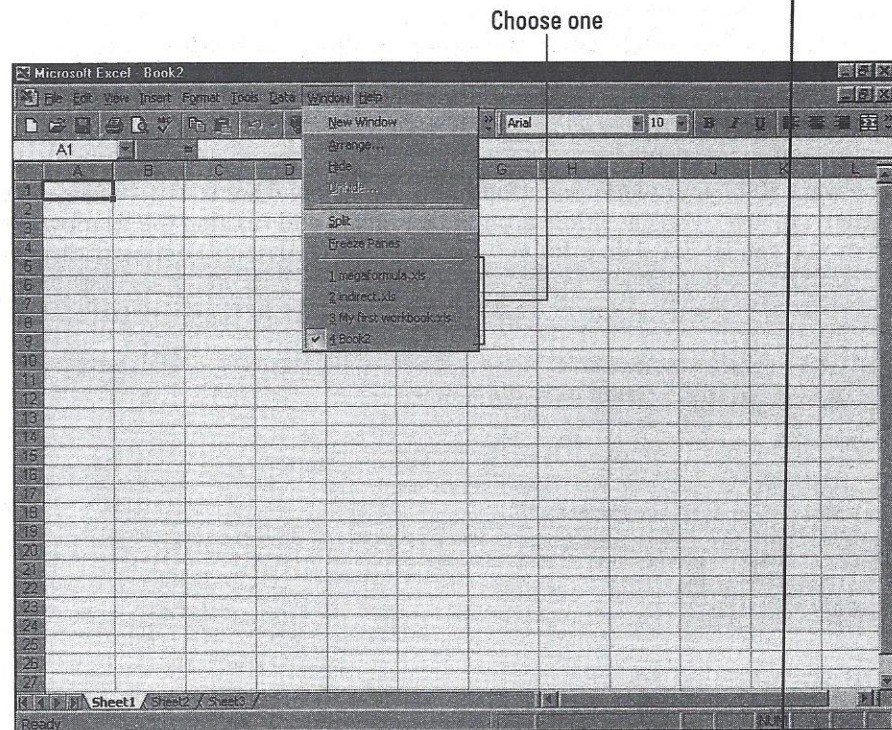 Choose one
Microsoft Excel - Book2
File Edit View Insert Format Tools Data Window Help
Arial 10 B I U
A1 =
New Window
Arrange...
Hide
Unhide...
Split
Freeze Panes
1 megaformula.xls
2 indirect.xls
3 My first workbook.xls
4 Book2
A B C D G H I J K L
1
2
3
4
5
6
7
8
9
10
11
12
13
14
15
16
17
18
19
20
21
22
23
24
25
26
27
Sheet1 Sheet2 Sheet3
Ready NUM